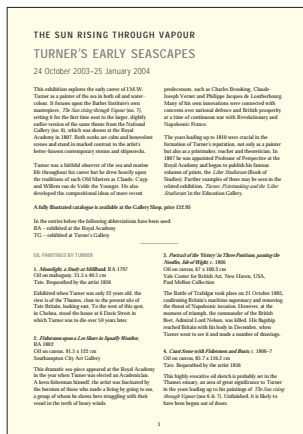 THE SUN RISING THROUGH VAPOUR
TURNER'S EARLY SEASCAPES
24 October 2003–25 January 2004
This exhibition explores the early career of J.M.W.
Turner as a painter of the sea in both oil and water-
colour. It focuses upon the Barber Institute's own
masterpiece, The Sun rising through Vapour (no. 7),
setting it for the first time next to the larger, slightly
earlier version of the same theme from the National
Gallery (no. 6), which was shown at the Royal
Academy in 1807. Both works are calm and benevolent
scenes and stand in marked contrast to the artist's
better-known contemporary storms and shipwrecks.
Turner was a faithful observer of the sea and marine
life throughout his career but he drew heavily upon
the traditions of such Old Masters as Claude, Cuyp
and Willem van de Velde the Younger. He also
developed the compositional ideas of more recent
predecessors, such as Charles Brooking, Claude-
Joseph Vernet and Philippe Jacques de Loutherbourg.
Many of his own innovations were connected with
concerns over national defence and British prosperity
at a time of continuous war with Revolutionary and
Napoleonic France.
The years leading up to 1810 were crucial in the
formation of Turner's reputation, not only as a painter
but also as a printmaker, teacher and theoretician. In
1807 he was appointed Professor of Perspective at the
Royal Academy and began to publish his famous
volumes of prints, the Liber Studiorum (Book of
Studies). Further examples of these may be seen in the
related exhibition, Turner, Printmaking and the Liber
Studiorum in the Education Gallery.
A fully illustrated catalogue is available at the Gallery Shop, price £12.95
In the entries below the following abbreviations have been used:
RA – exhibited at the Royal Academy
TG – exhibited at Turner's Gallery
OIL PAINTINGS BY TURNER
1. Moonlight, a Study at Millbank, RA 1797
Oil on mahogany, 31.5 x 40.5 cm
Tate. Bequeathed by the artist 1856
Exhibited when Turner was only 22 years old, the
view is of the Thames, close to the present site of
Tate Britain, looking east. To the west of this spot,
in Chelsea, stood the house at 6 Davis Street in
which Turner was to die over 50 years later.
2. Fishermen upon a Lee Shore in Squally Weather,
RA 1802
Oil on canvas, 91.5 x 122 cm
Southampton City Art Gallery
This dramatic sea-piece appeared at the Royal Academy
in the year when Turner was elected an Academician.
A keen fisherman himself, the artist was fascinated by
the heroism of those who made a living by going to sea,
a group of whom he shows here struggling with their
vessel in the teeth of heavy winds.
3. Portrait of the 'Victory' in Three Positions, passing the
Needles, Isle of Wight, c. 1806
Oil on canvas, 67 x 100.3 cm
Yale Center for British Art, New Haven, USA,
Paul Mellon Collection
The Battle of Trafalgar took place on 21 October 1805,
confirming Britain's maritime supremacy and removing
the threat of Napoleonic invasion. However, at the
moment of triumph, the commander of the British
fleet, Admiral Lord Nelson, was killed. His flagship
reached Britain with his body in December, when
Turner went to see it and made a number of drawings.
4. Coast Scene with Fishermen and Boats, c. 1806–7
Oil on canvas, 85.7 x 116.2 cm
Tate. Bequeathed by the artist 1856
This highly evocative oil sketch is probably set in the
Thames estuary, an area of great significance to Turner
in the years leading up to his paintings of The Sun rising
through Vapour (nos 6 & 7). Unfinished, it is likely to
have been begun out of doors.
5